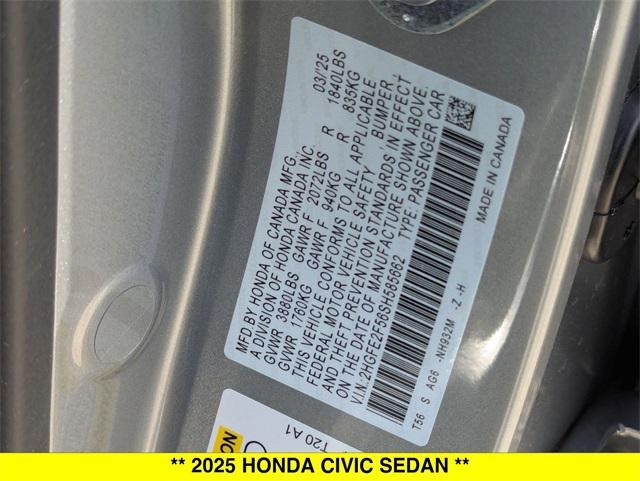 MFD. BY HONDA OF CANADA MFG.,
A DIVISION OF HONDA CANADA INC. 03/25
GVWR 3880LBS GAWR F 2072LBS R 1840LBS
GVWR 1760KG GAWR F 940KG R 835KG
THIS VEHICLE CONFORMS TO ALL APPLICABLE
FEDERAL MOTOR VEHICLE SAFETY, BUMPER
AND THEFT PREVENTION STANDARDS IN EFFECT
ON THE DATE OF MANUFACTURE SHOWN ABOVE.
V.I.N.:2HGFE2F56SH585662 TYPE:PASSENGER CAR
T56 S AG6 -NH932M -Z -H
MADE IN CANADA
T20 A1
** 2025 HONDA CIVIC SEDAN **